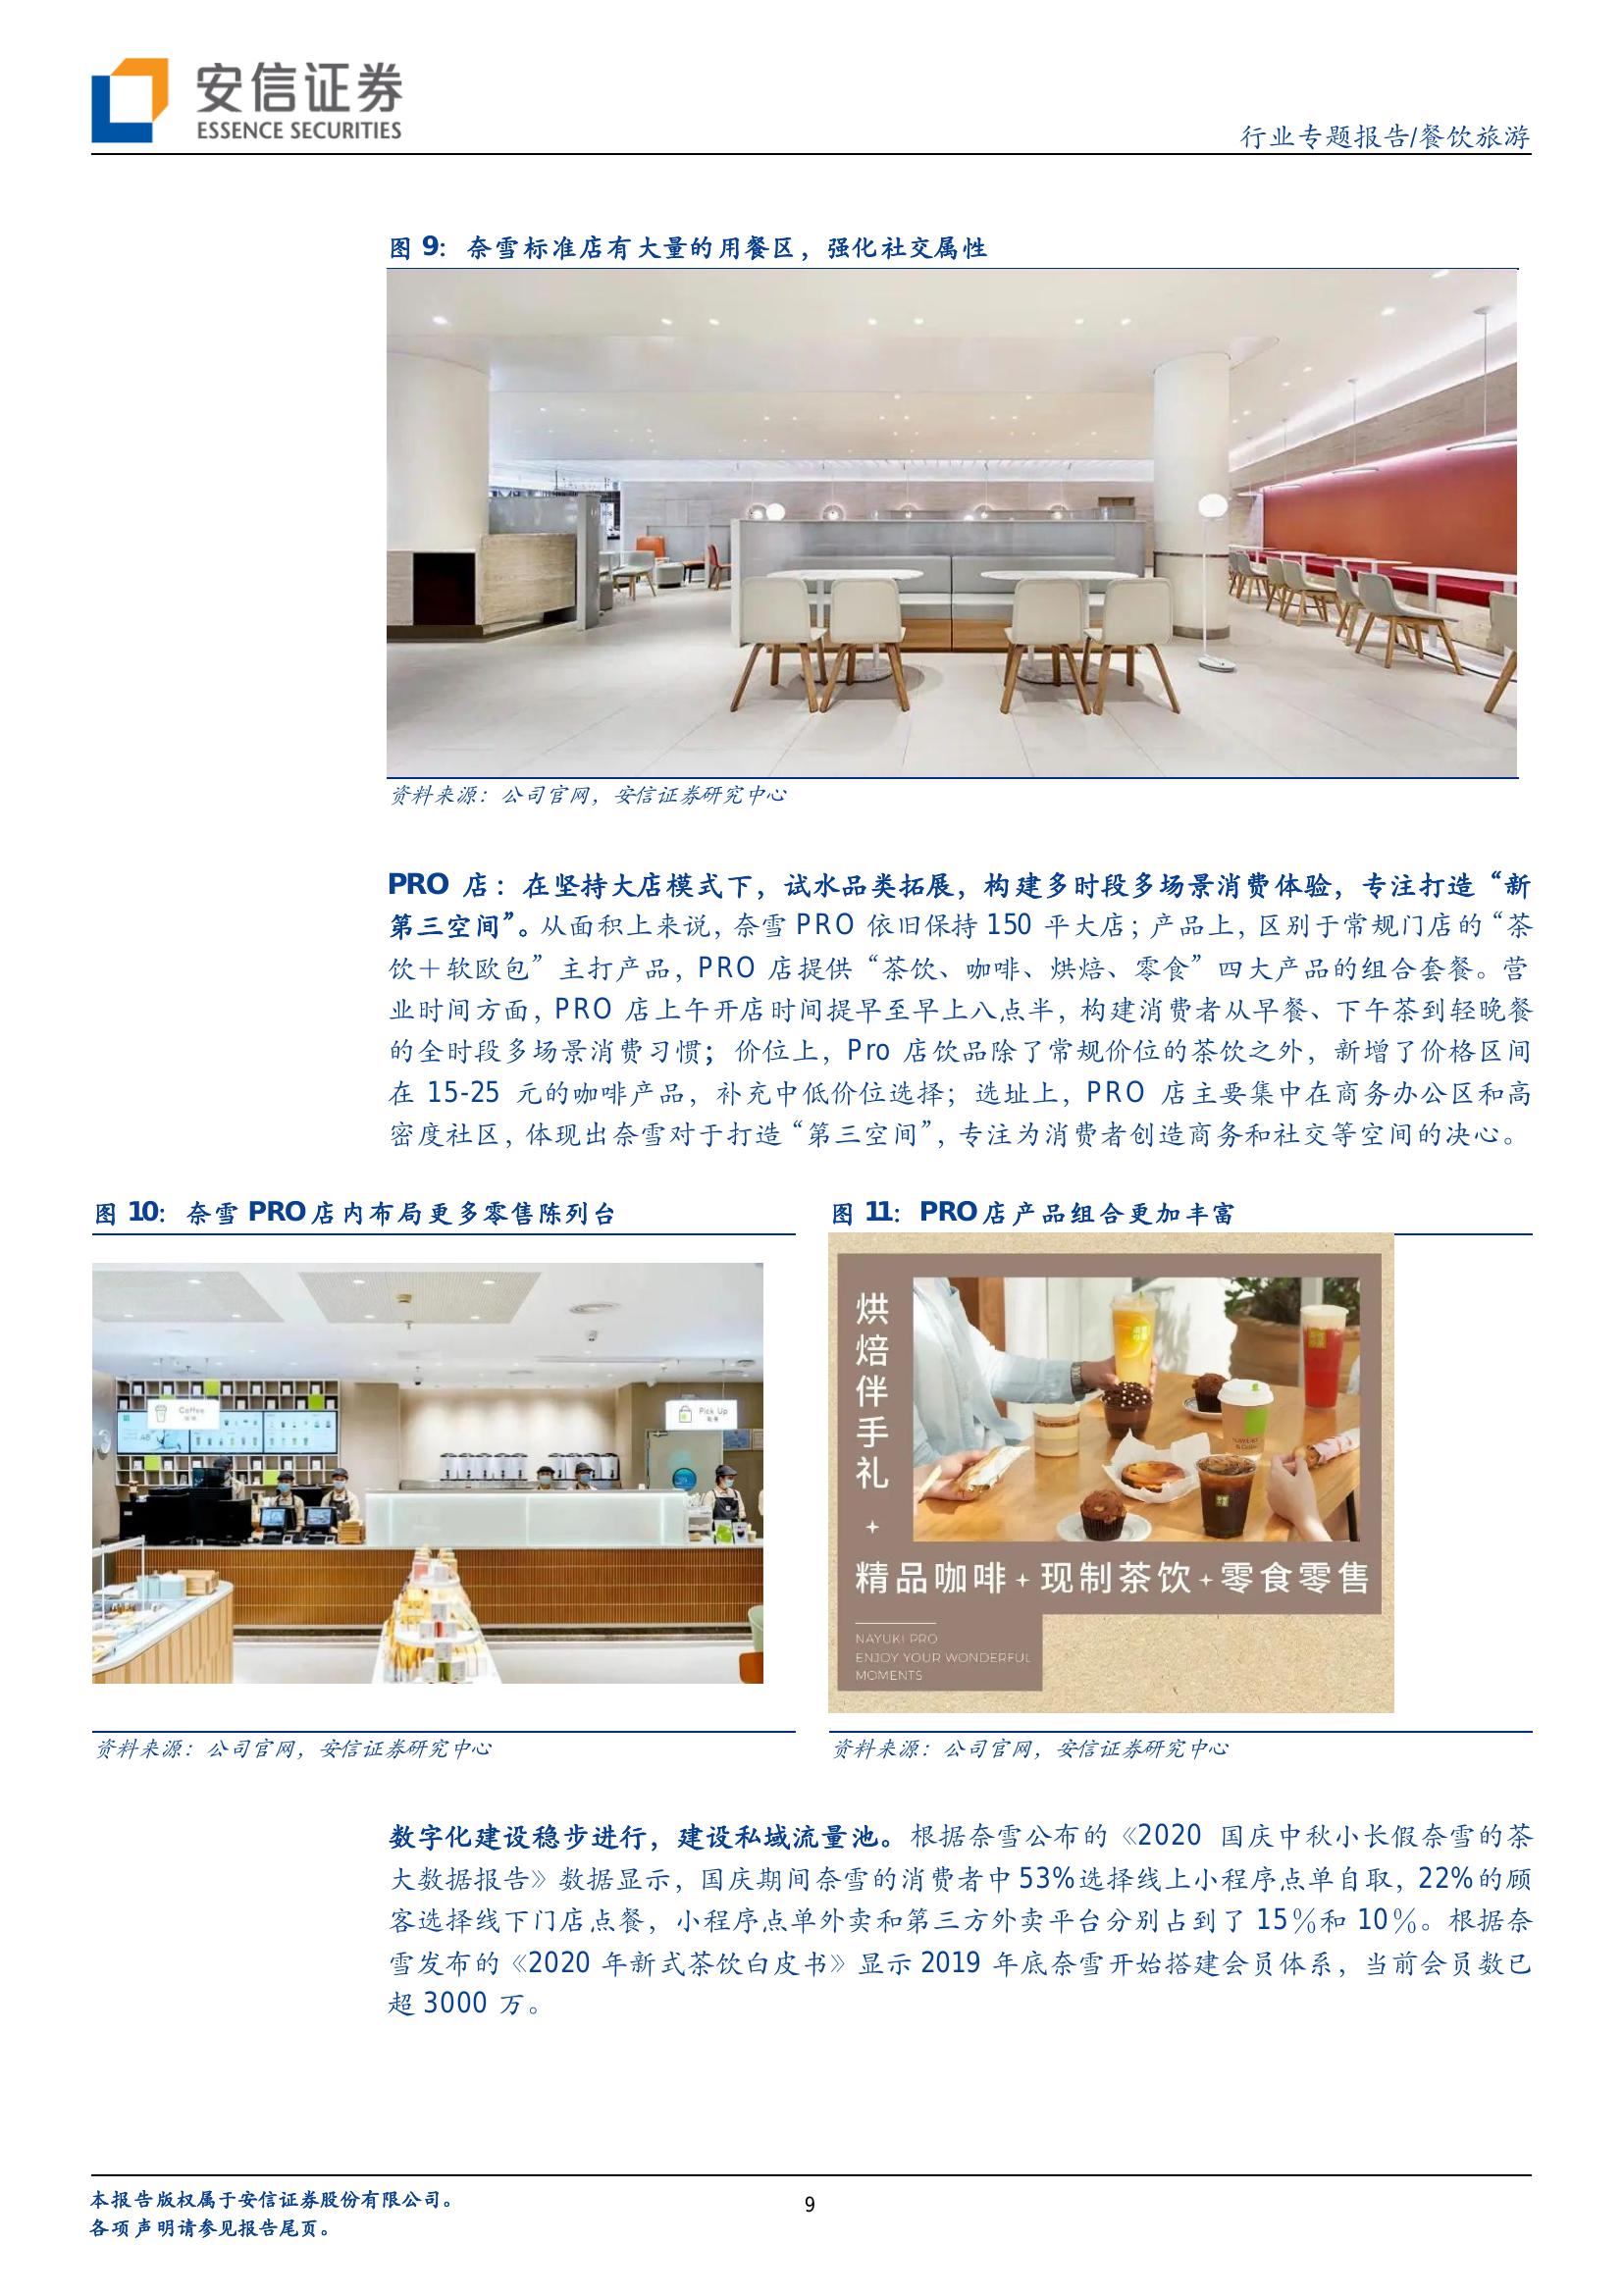 安信证券
ESSENCE SECURITIES
行业专题报告/餐饮旅游
图 9：奈雪标准店有大量的用餐区，强化社交属性
资料来源：公司官网，安信证券研究中心
PRO 店：在坚持大店模式下，试水品类拓展，构建多时段多场景消费体验，专注打造“新
第三空间”。从面积上来说，奈雪 PRO 依旧保持 150 平大店；产品上，区别于常规门店的“茶
饮＋软欧包”主打产品，PRO 店提供“茶饮、咖啡、烘焙、零食”四大产品的组合套餐。营
业时间方面，PRO 店上午开店时间提早至早上八点半，构建消费者从早餐、下午茶到轻晚餐
的全时段多场景消费习惯；价位上，Pro 店饮品除了常规价位的茶饮之外，新增了价格区间
在 15-25 元的咖啡产品，补充中低价位选择；选址上，PRO 店主要集中在商务办公区和高
密度社区，体现出奈雪对于打造“第三空间”，专注为消费者创造商务和社交等空间的决心。
图 10：奈雪 PRO 店内布局更多零售陈列台
图 11：PRO 店产品组合更加丰富
Coffee
Pick Up
烘焙伴手礼
+
精品咖啡+现制茶饮+零食零售
NAYUKI PRO
ENJOY YOUR WONDERFUL
MOMENTS
资料来源：公司官网，安信证券研究中心
资料来源：公司官网，安信证券研究中心
数字化建设稳步进行，建设私域流量池。根据奈雪公布的《2020 国庆中秋小长假奈雪的茶
大数据报告》数据显示，国庆期间奈雪的消费者中 53%选择线上小程序点单自取，22%的顾
客选择线下门店点餐，小程序点单外卖和第三方外卖平台分别占到了 15％和 10％。根据奈
雪发布的《2020 年新式茶饮白皮书》显示 2019 年底奈雪开始搭建会员体系，当前会员数已
超 3000 万。
本报告版权属于安信证券股份有限公司。
各项声明请参见报告尾页。
9